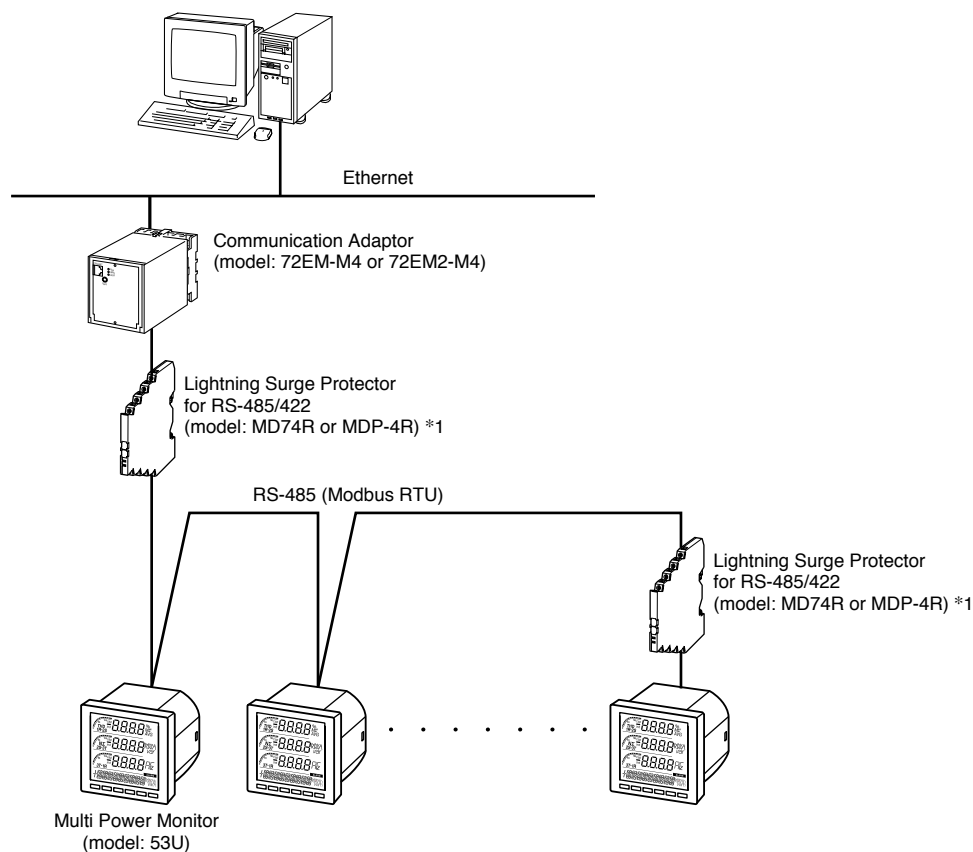 Ethernet
Communication Adaptor
(model: 72EM-M4 or 72EM2-M4)
Lightning Surge Protector
for RS-485/422
(model: MD74R or MDP-4R) *1
RS-485 (Modbus RTU)
Lightning Surge Protector
for RS-485/422
(model: MD74R or MDP-4R) *1
Multi Power Monitor
(model: 53U)